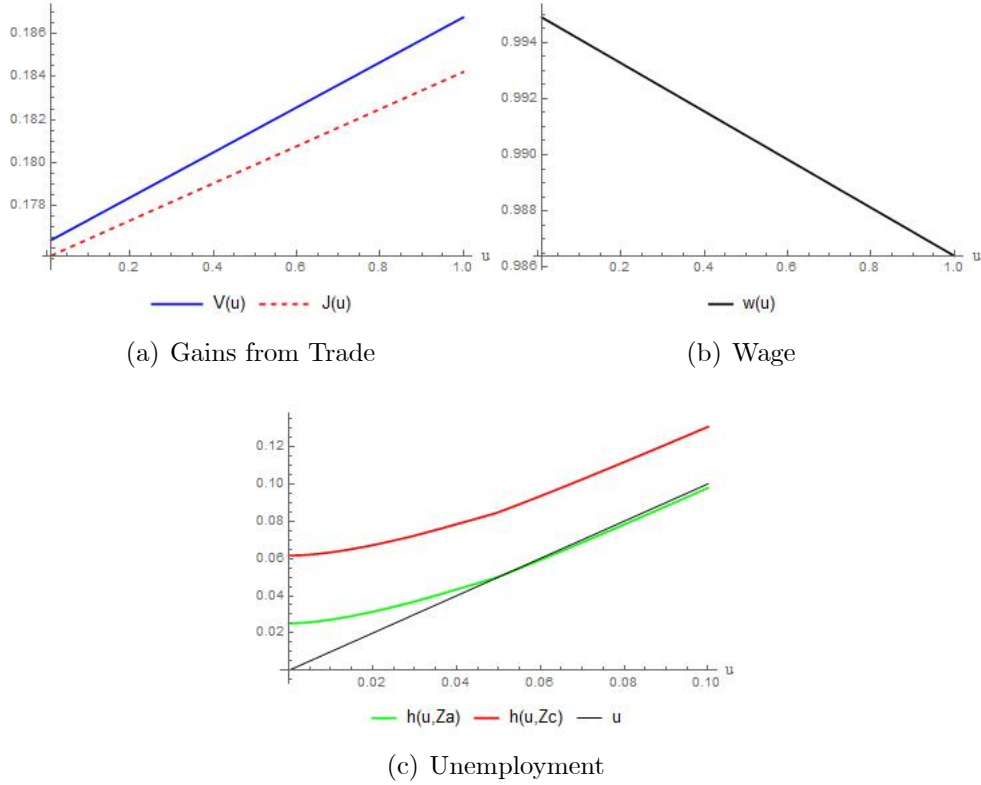 0.186
0.184
0.182
0.180
0.178
0.2 0.4 0.6 0.8 1.0 u
V(u) J(u)
(a) Gains from Trade
0.994
0.992
0.990
0.988
0.986
0.2 0.4 0.6 0.8 1.0 u
w(u)
(b) Wage
0.12
0.10
0.08
0.06
0.04
0.02
0.02 0.04 0.06 0.08 0.10 u
h(u,Za) h(u,Zc) u
(c) Unemployment